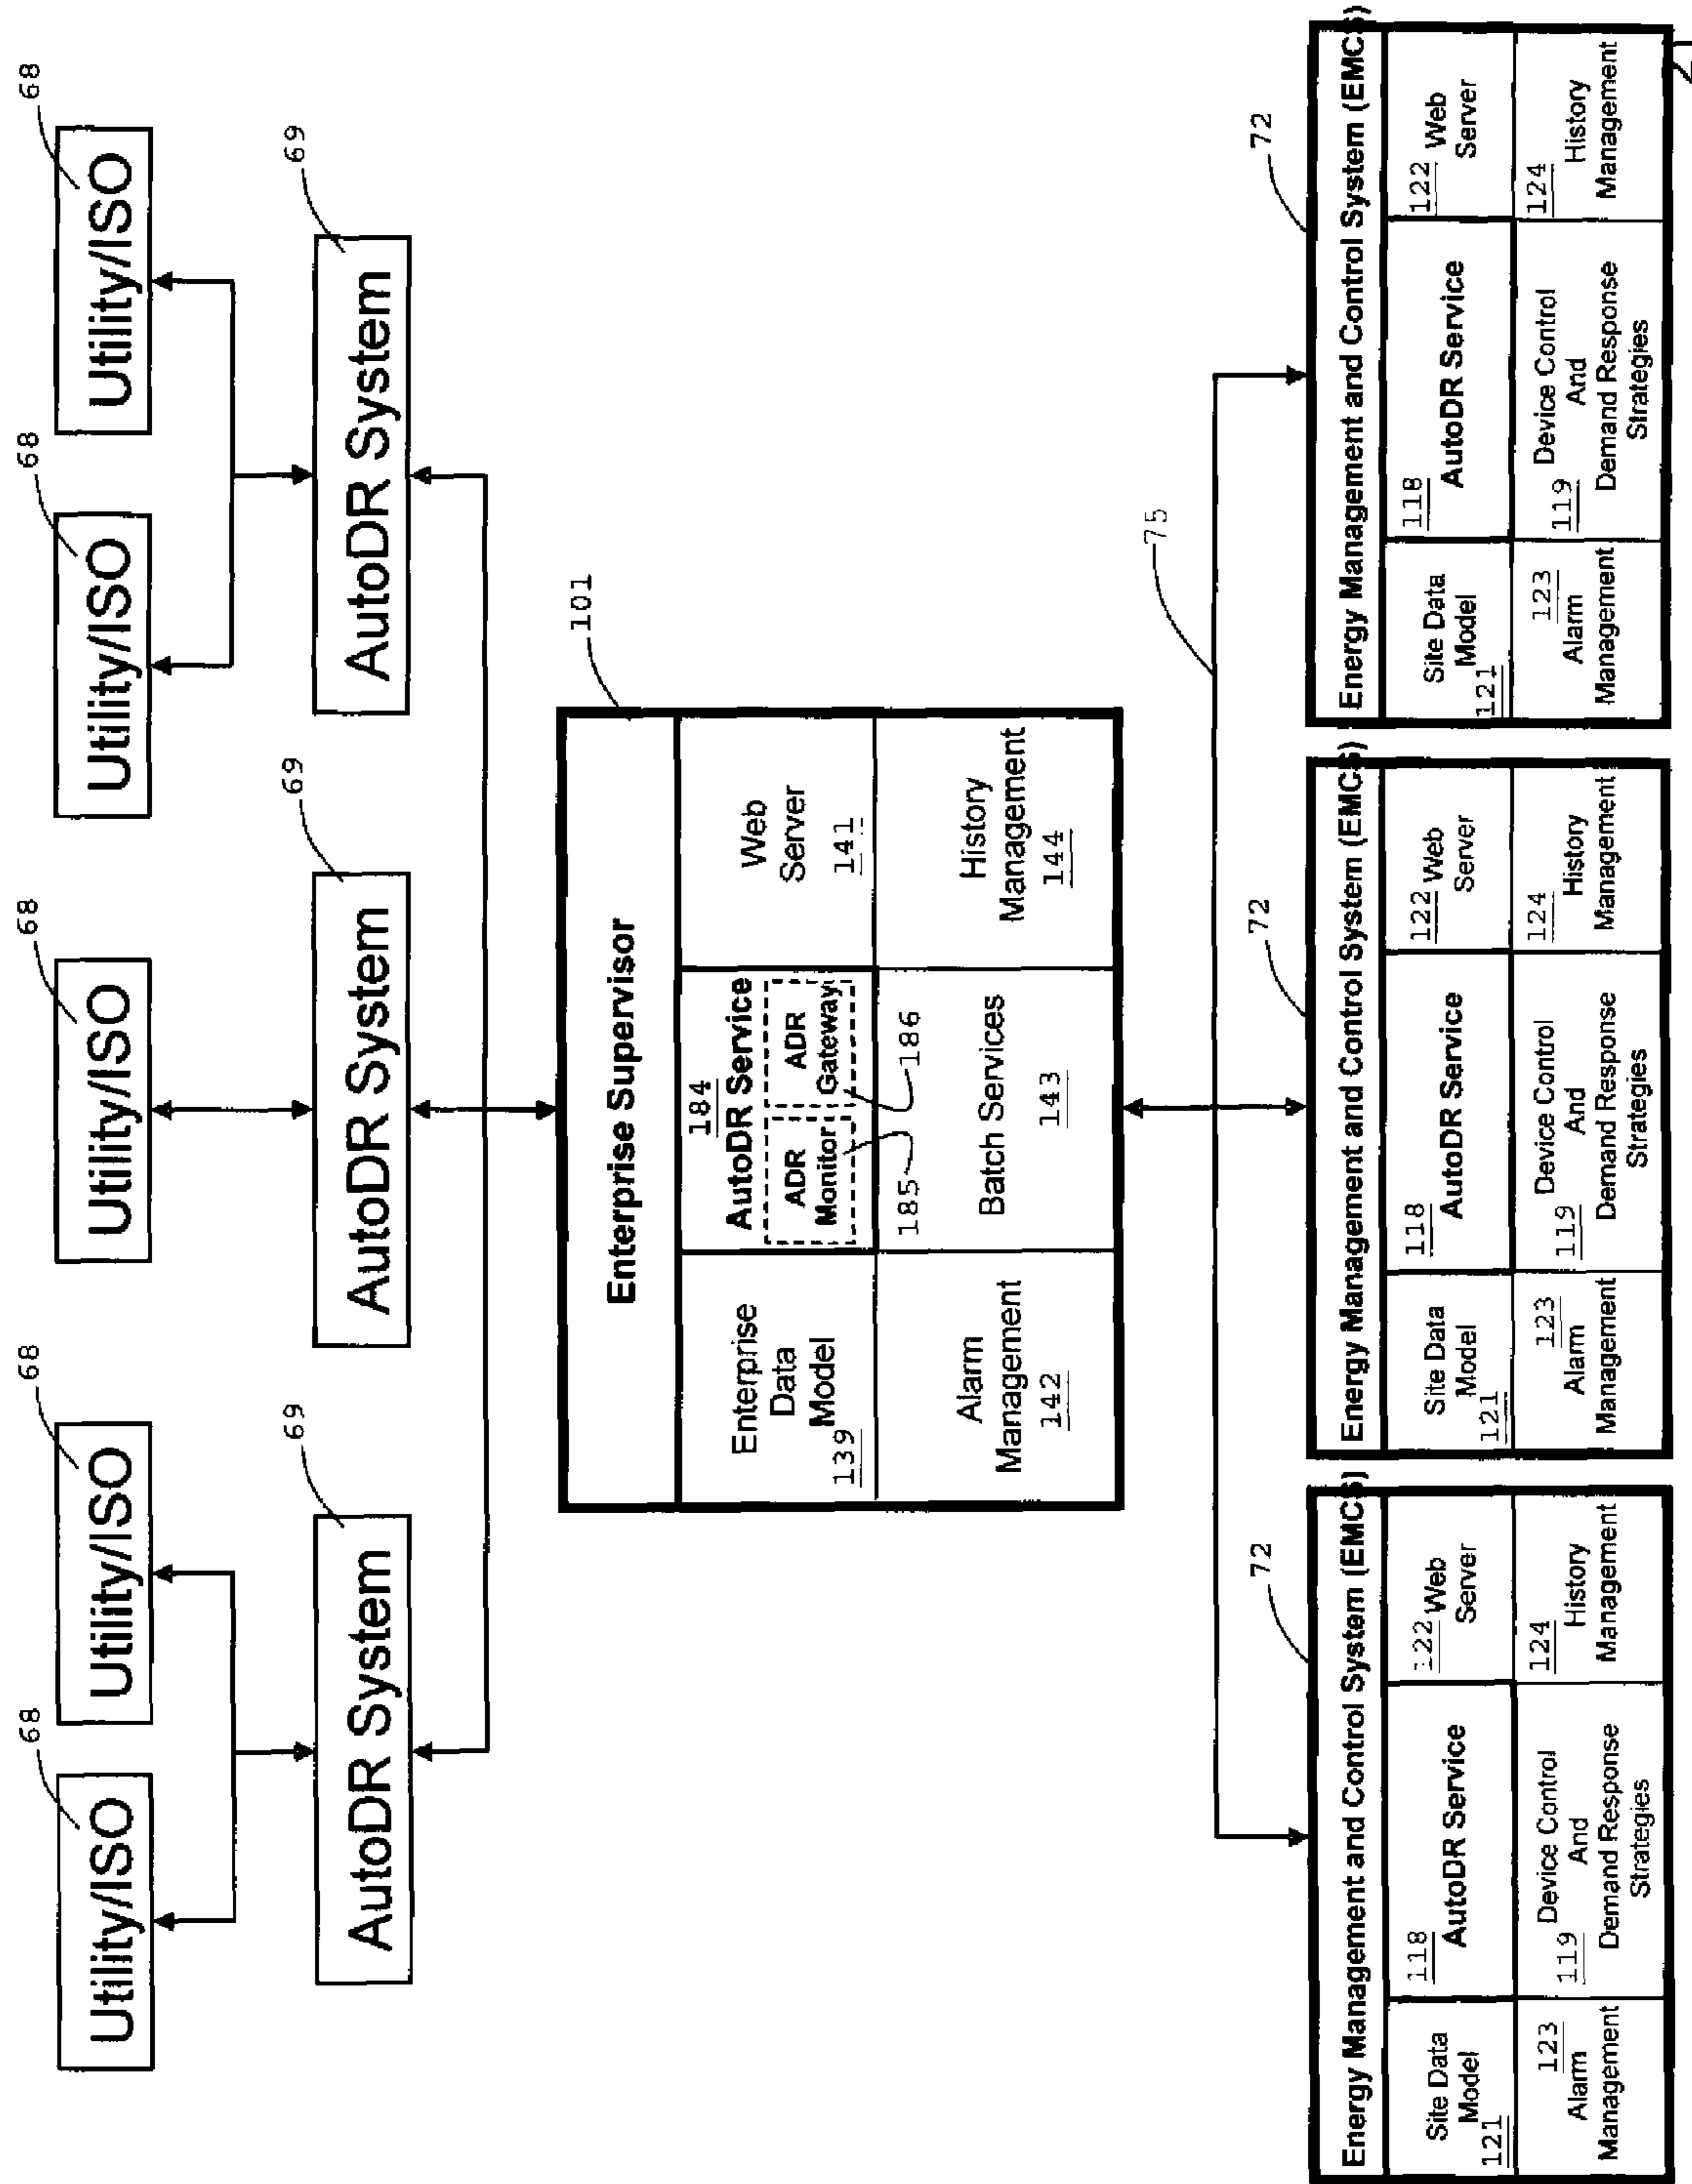 68
68
68
68
68
Utility/ISO
Utility/ISO
Utility/ISO
Utility/ISO
Utility/ISO
69
69
69
AutoDR System
AutoDR System
AutoDR System
101
Enterprise Supervisor
Enterprise
Data
Model
139
184
AutoDR Service
ADR
Monitor
ADR
Gateway
185
186
Web
Server
141
Alarm
Management
142
Batch Services
143
History
Management
144
75
72
Energy Management and Control System (EMCS)
Site Data
Model
121
118
AutoDR Service
122 Web
Server
123
Alarm
Management
Device Control
119 And
Demand Response
Strategies
124
History
Management
72
Energy Management and Control System (EMCS)
Site Data
Model
121
118
AutoDR Service
122 Web
Server
123
Alarm
Management
Device Control
119 And
Demand Response
Strategies
124
History
Management
72
Energy Management and Control System (EMCS)
Site Data
Model
121
118
AutoDR Service
122 Web
Server
123
Alarm
Management
Device Control
119 And
Demand Response
Strategies
124
History
Management